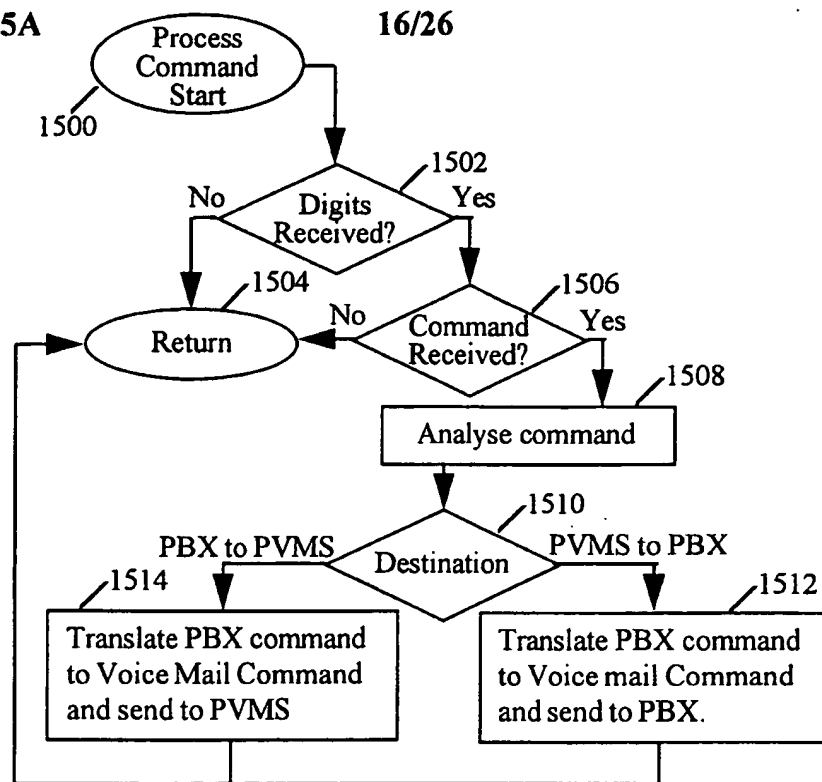 5A
16/26
Process
Command
Start
1500
1502
No
Digits
Received?
Yes
1504
Return
1506
No
Command
Received?
Yes
1508
Analyse command
1510
PBX to PVMS
Destination
PVMS to PBX
1514
Translate PBX command
to Voice Mail Command
and send to PVMS
1512
Translate PBX command
to Voice mail Command
and send to PBX.